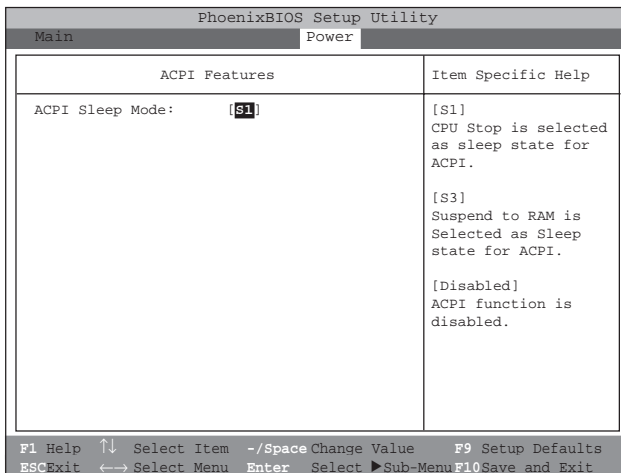 PhoenixBIOS Setup Utility
Main Power
ACPI Features
ACPI Sleep Mode: [S1]
Item Specific Help
[S1]
CPU Stop is selected
as sleep state for
ACPI.
[S3]
Suspend to RAM is
Selected as Sleep
state for ACPI.
[Disabled]
ACPI function is
disabled.
F1 Help ↑↓ Select Item -/Space Change Value F9 Setup Defaults
ESC Exit ←→ Select Menu Enter Select ▶Sub-Menu F10 Save and Exit